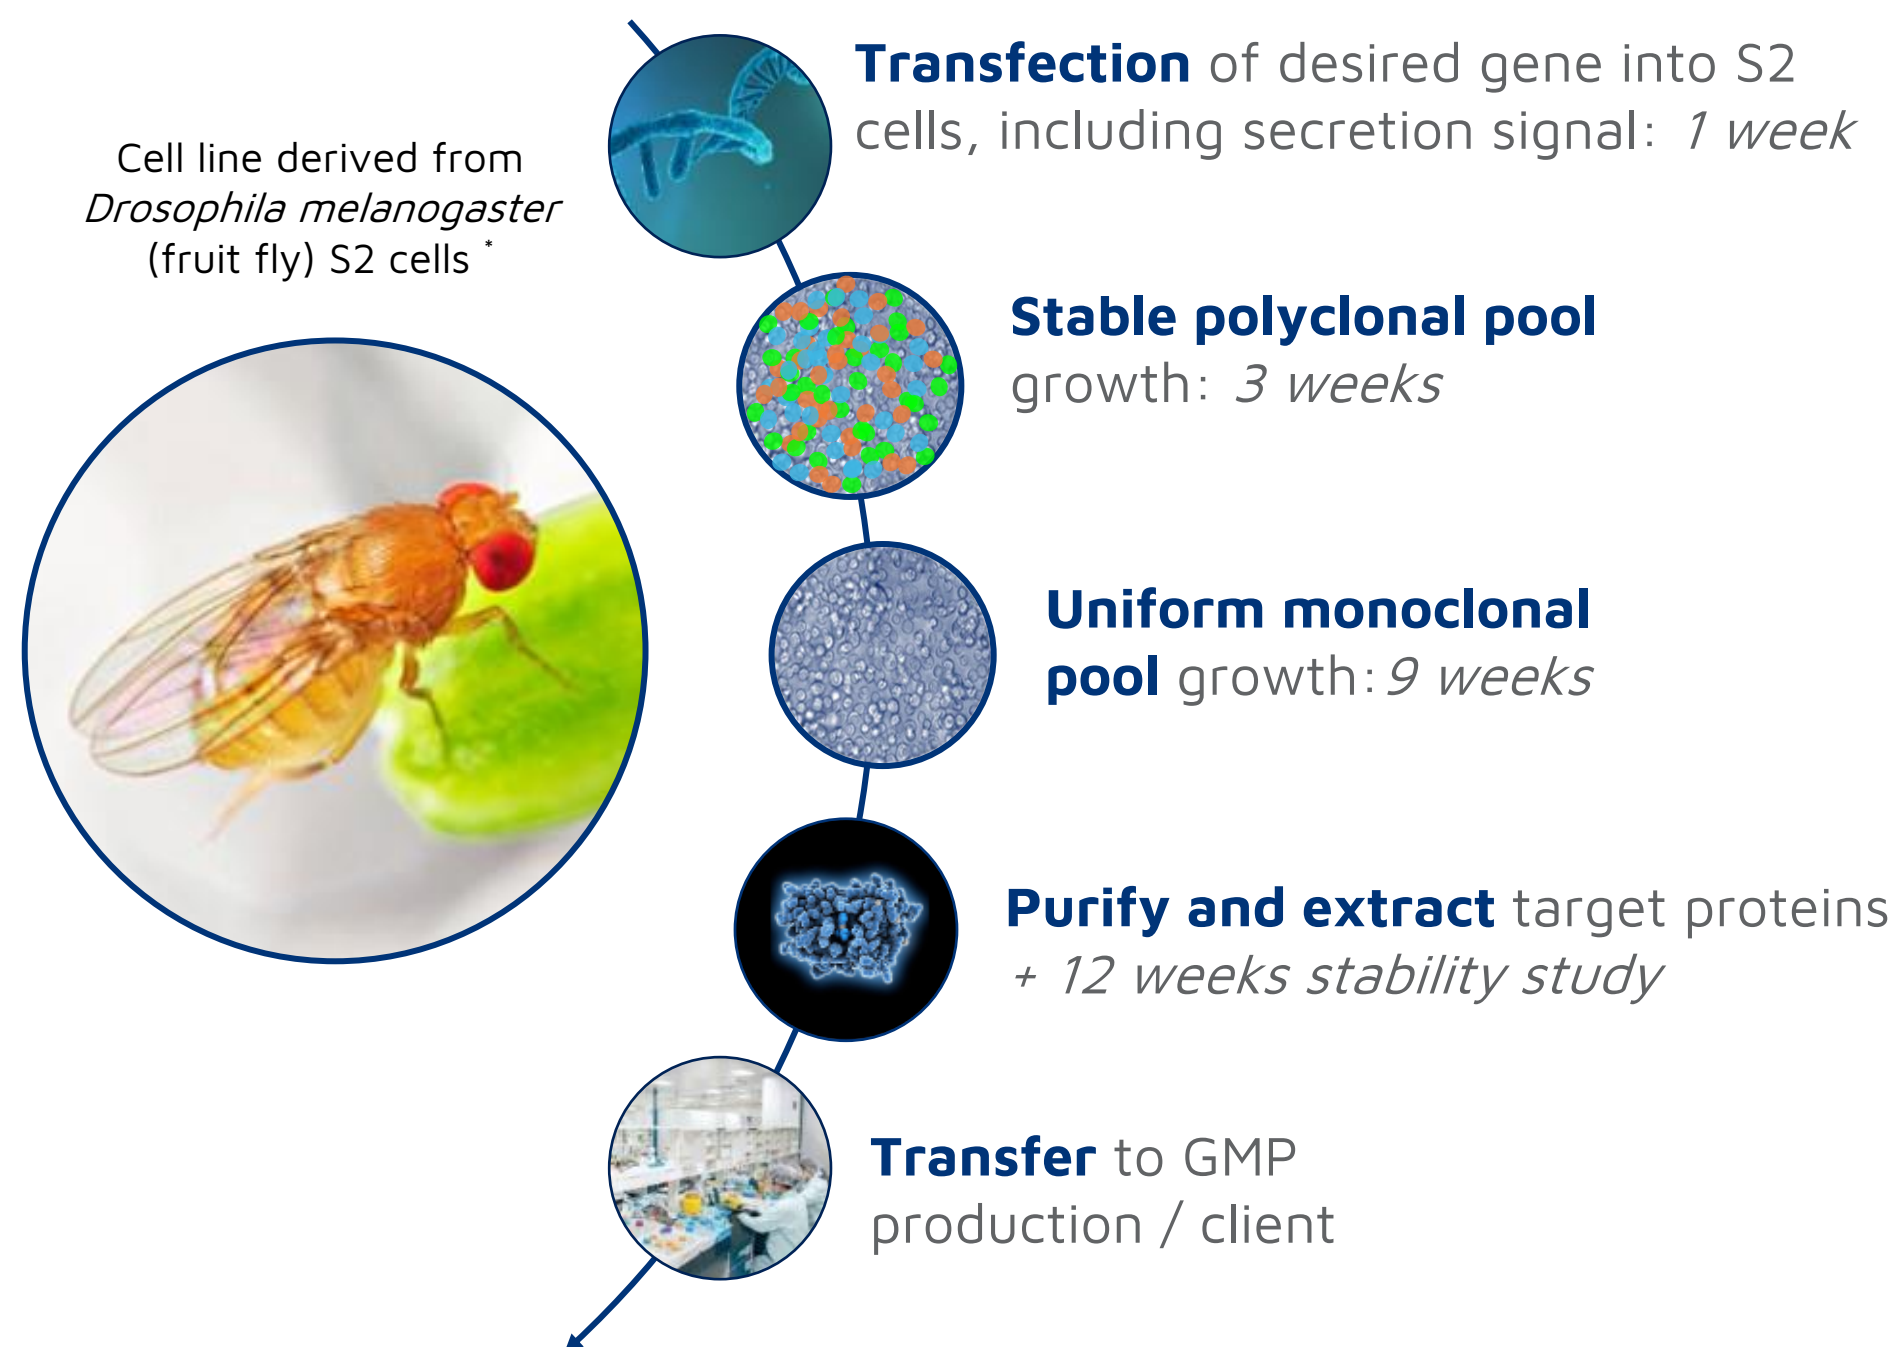 Cell line derived from
Drosophila melanogaster
(fruit fly) S2 cells *
Transfection of desired gene into S2
cells, including secretion signal: 1 week
Stable polyclonal pool
growth: 3 weeks
Uniform monoclonal
pool growth: 9 weeks
Purify and extract target proteins
+ 12 weeks stability study
Transfer to GMP
production / client